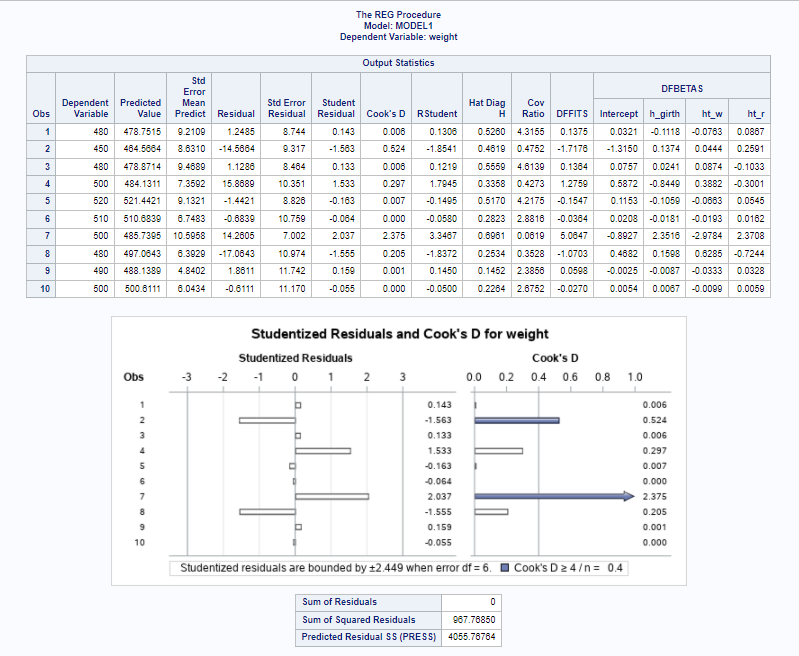 The REG Procedure
Model: MODEL1
Dependent Variable: weight
Output Statistics
Obs Dependent Variable Predicted Value Std Error Mean Predict Residual Std Error Residual Student Residual Cook's D RStudent Hat Diag H Cov Ratio DFFITS DFBETAS Intercept h_girth ht_w ht_r
1 480 478.7515 9.2109 1.2485 8.744 0.143 0.006 0.1306 0.5260 4.3155 0.1375 0.0321 -0.1118 -0.0763 0.0867
2 450 464.5664 8.6310 -14.5664 9.317 -1.563 0.524 -1.8541 0.4619 0.4752 -1.7176 -1.3150 0.1374 0.0444 0.2591
3 480 478.8714 9.4689 1.1286 8.464 0.133 0.006 0.1219 0.5559 4.6139 0.1364 0.0757 0.0241 0.0874 -0.1033
4 500 484.1311 7.3592 15.8689 10.351 1.533 0.297 1.7945 0.3358 0.4273 1.2759 0.5872 -0.8449 0.3882 -0.3001
5 520 521.4421 9.1321 -1.4421 8.826 -0.163 0.007 -0.1495 0.5170 4.2175 -0.1547 0.1153 -0.1059 -0.0663 0.0545
6 510 510.6839 6.7483 -0.6839 10.759 -0.064 0.000 -0.0580 0.2823 2.8816 -0.0364 0.0208 -0.0181 -0.0193 0.0162
7 500 485.7395 10.5958 14.2605 7.002 2.037 2.375 3.3467 0.6961 0.0619 5.0647 -0.8927 2.3516 -2.9784 2.3708
8 480 497.0643 6.3929 -17.0643 10.974 -1.555 0.205 -1.8372 0.2534 0.3528 -1.0703 0.4682 0.1598 0.6285 -0.7244
9 490 488.1389 4.8402 1.8611 11.742 0.159 0.001 0.1450 0.1452 2.3856 0.0598 -0.0025 -0.0087 -0.0333 0.0328
10 500 500.6111 6.0434 -0.6111 11.170 -0.055 0.000 -0.0500 0.2264 2.6752 -0.0270 0.0054 0.0067 -0.0099 0.0059
Studentized Residuals and Cook's D for weight
Studentized Residuals Cook's D
Obs -3 -2 -1 0 1 2 3 0.0 0.2 0.4 0.6 0.8 1.0
1 0.143 0.006
2 -1.563 0.524
3 0.133 0.006
4 1.533 0.297
5 -0.163 0.007
6 -0.064 0.000
7 2.037 2.375
8 -1.555 0.205
9 0.159 0.001
10 -0.055 0.000
Studentized residuals are bounded by ±2.449 when error df = 6. Cook's D ≥ 4 / n = 0.4
Sum of Residuals 0
Sum of Squared Residuals 967.76850
Predicted Residual SS (PRESS) 4055.76764